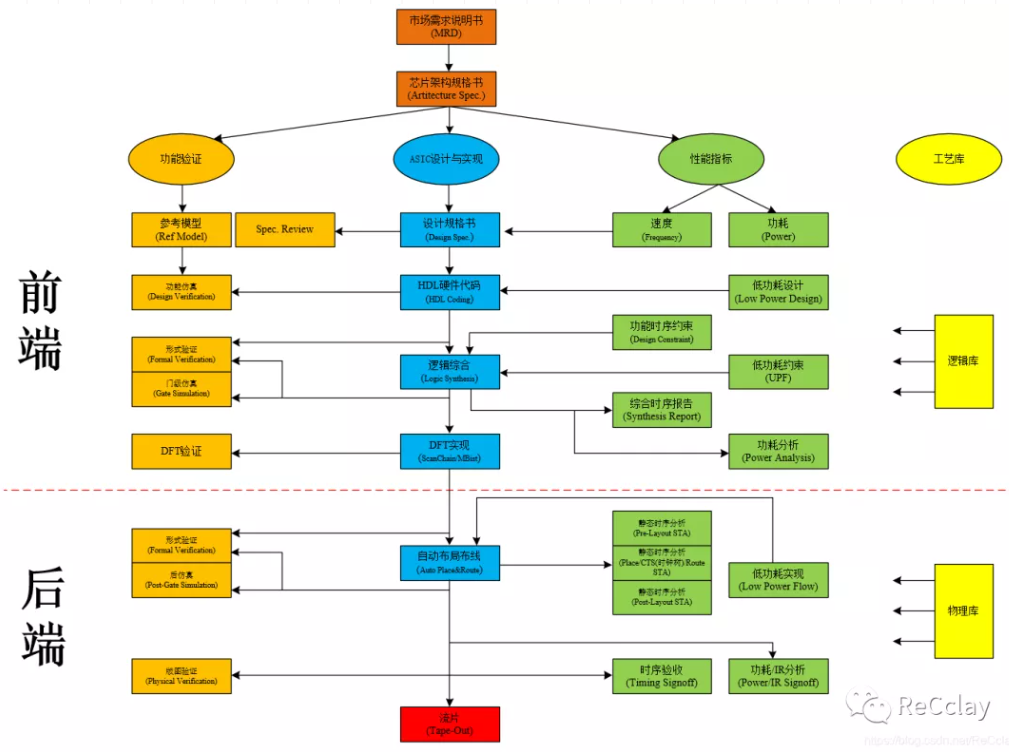 市场需求说明书
(MRD)
芯片架构规格书
(Artitecture Spec.)
功能验证
ASIC设计与实现
性能指标
工艺库
参考模型
(Ref Model)
Spec. Review
设计规格书
(Design Spec.)
速度
(Frequency)
功耗
(Power)
前端
功能仿真
(Design Verification)
HDL硬件代码
(HDL Coding)
低功耗设计
(Low Power Design)
功能时序约束
(Design Constraint)
形式验证
(Formal Verification)
门级仿真
(Gate Simulation)
逻辑综合
(Logic Synthesis)
低功耗约束
(UPF)
逻辑库
综合时序报告
(Synthesis Report)
DFT验证
DFT实现
(ScanChain/MBist)
功耗分析
(Power Analysis)
后端
形式验证
(Formal Verification)
后仿真
(Post-Gate Simulation)
自动布局布线
(Auto Place&Route)
静态时序分析
(Pre-Layout STA)
静态时序分析
(Place/CTS(时钟树)/Route
STA)
静态时序分析
(Post-Layout STA)
低功耗实现
(Low Power Flow)
物理库
版图验证
(Physical Verification)
时序验收
(Timing Signoff)
功耗/IR分析
(Power/IR Signoff)
流片
(Tape-Out)
ReCclay
https://blog.csdn.net/ReCcl